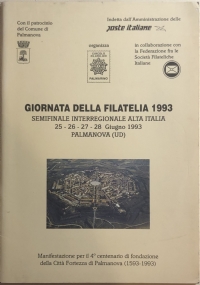 Con il patrocinio
del Comune di
Palmanova
organizza
PALMANOVA
Indetta dall'Amministrazione delle
poste italiane
in collaborazione con
la Federazione fra le
Società Filateliche
Italiane
GIORNATA DELLA FILATELIA 1993
SEMIFINALE INTERREGIONALE ALTA ITALIA
25 - 26 - 27 - 28 Giugno 1993
PALMANOVA (UD)
Manifestazione per il 4° centenario di fondazione
della Città Fortezza di Palmanova (1593-1993)